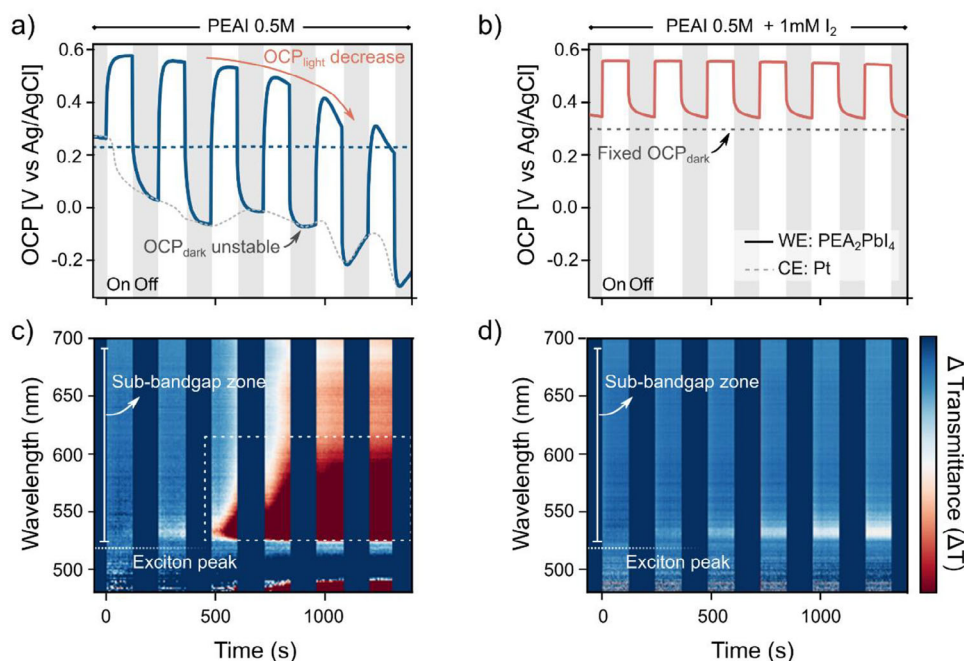 a)
PEAI 0.5M
OCP [V vs Ag/AgCl]
0.6
0.4
0.2
0.0
-0.2
OCPlight decrease
OCPdark unstable
On Off
b)
PEAI 0.5M + 1mM I2
OCP [V vs Ag/AgCl]
0.6
0.4
0.2
0.0
-0.2
Fixed OCPdark
WE: PEA2PbI4
CE: Pt
On Off
c)
Wavelength (nm)
700
650
600
550
500
Sub-bandgap zone
Exciton peak
0
500
1000
Time (s)
d)
Wavelength (nm)
700
650
600
550
500
Sub-bandgap zone
Exciton peak
0
500
1000
Time (s)
Δ Transmittance (ΔT)